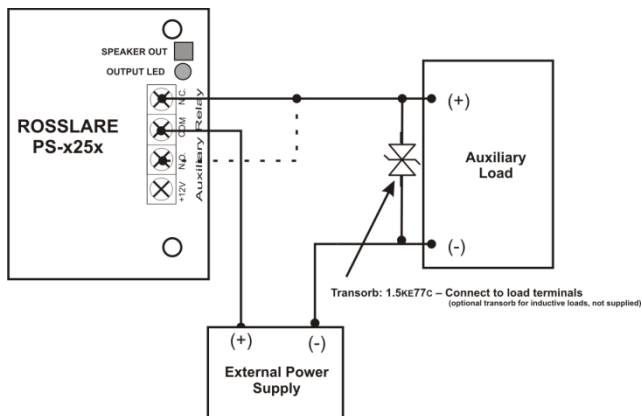 SPEAKER OUT
OUTPUT LED
ROSSLARE
PS-x25x
N.C.
COM
N.O.
+12V
Auxiliary Relay
(+)
Auxiliary
Load
(-)
Transorb: 1.5KE77C – Connect to load terminals
(optional transorb for inductive loads, not supplied)
(+)
(-)
External Power
Supply